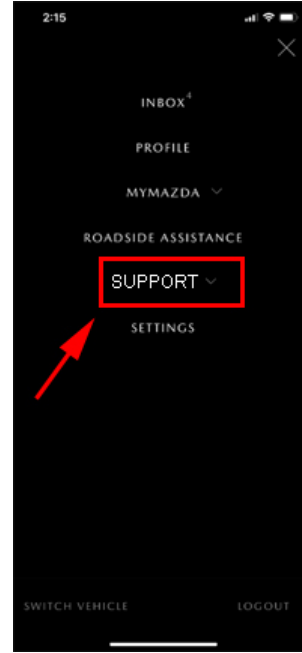 2:15
INBOX4
PROFILE
MYMAZDA
ROADSIDE ASSISTANCE
SUPPORT
SETTINGS
SWITCH VEHICLE LOGOUT